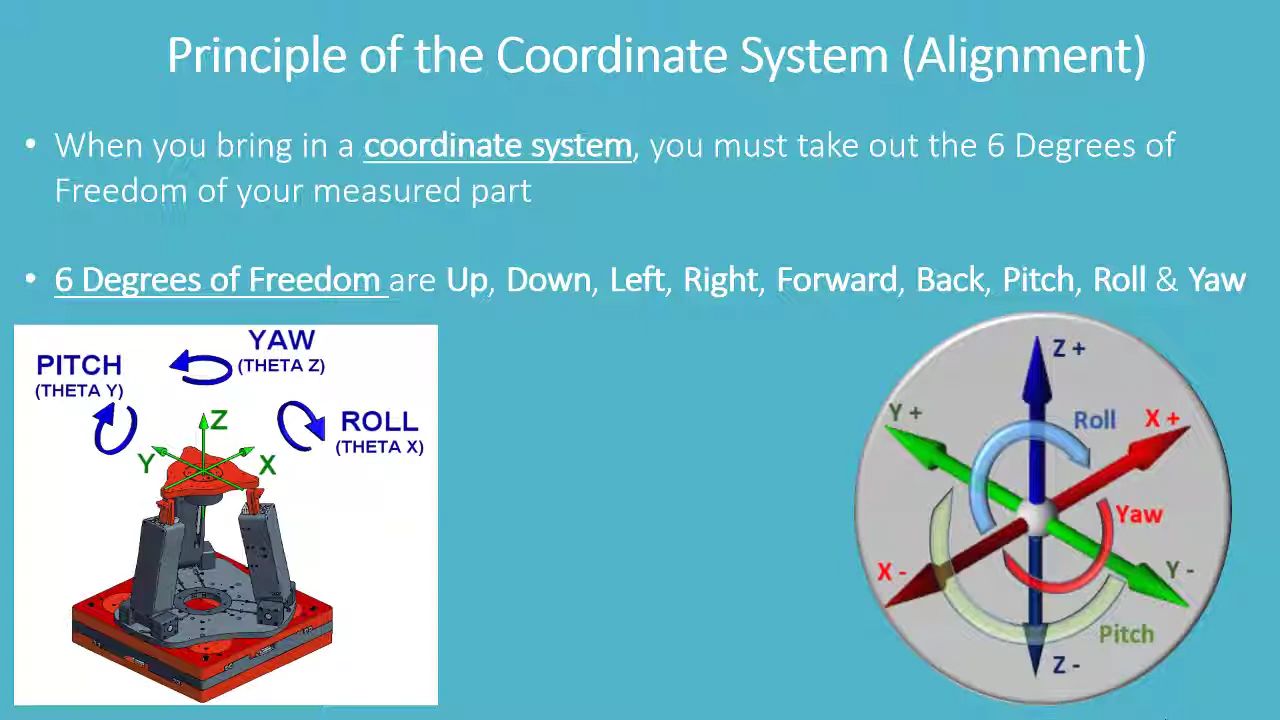 Principle of the Coordinate System (Alignment)
• When you bring in a coordinate system, you must take out the 6 Degrees of
Freedom of your measured part
• 6 Degrees of Freedom are Up, Down, Left, Right, Forward, Back, Pitch, Roll & Yaw
YAW
(THETA Z)
PITCH
(THETA Y)
ROLL
(THETA X)
Z
Y
X
Z +
Y +
Roll
X +
Yaw
X -
Y -
Pitch
Z -